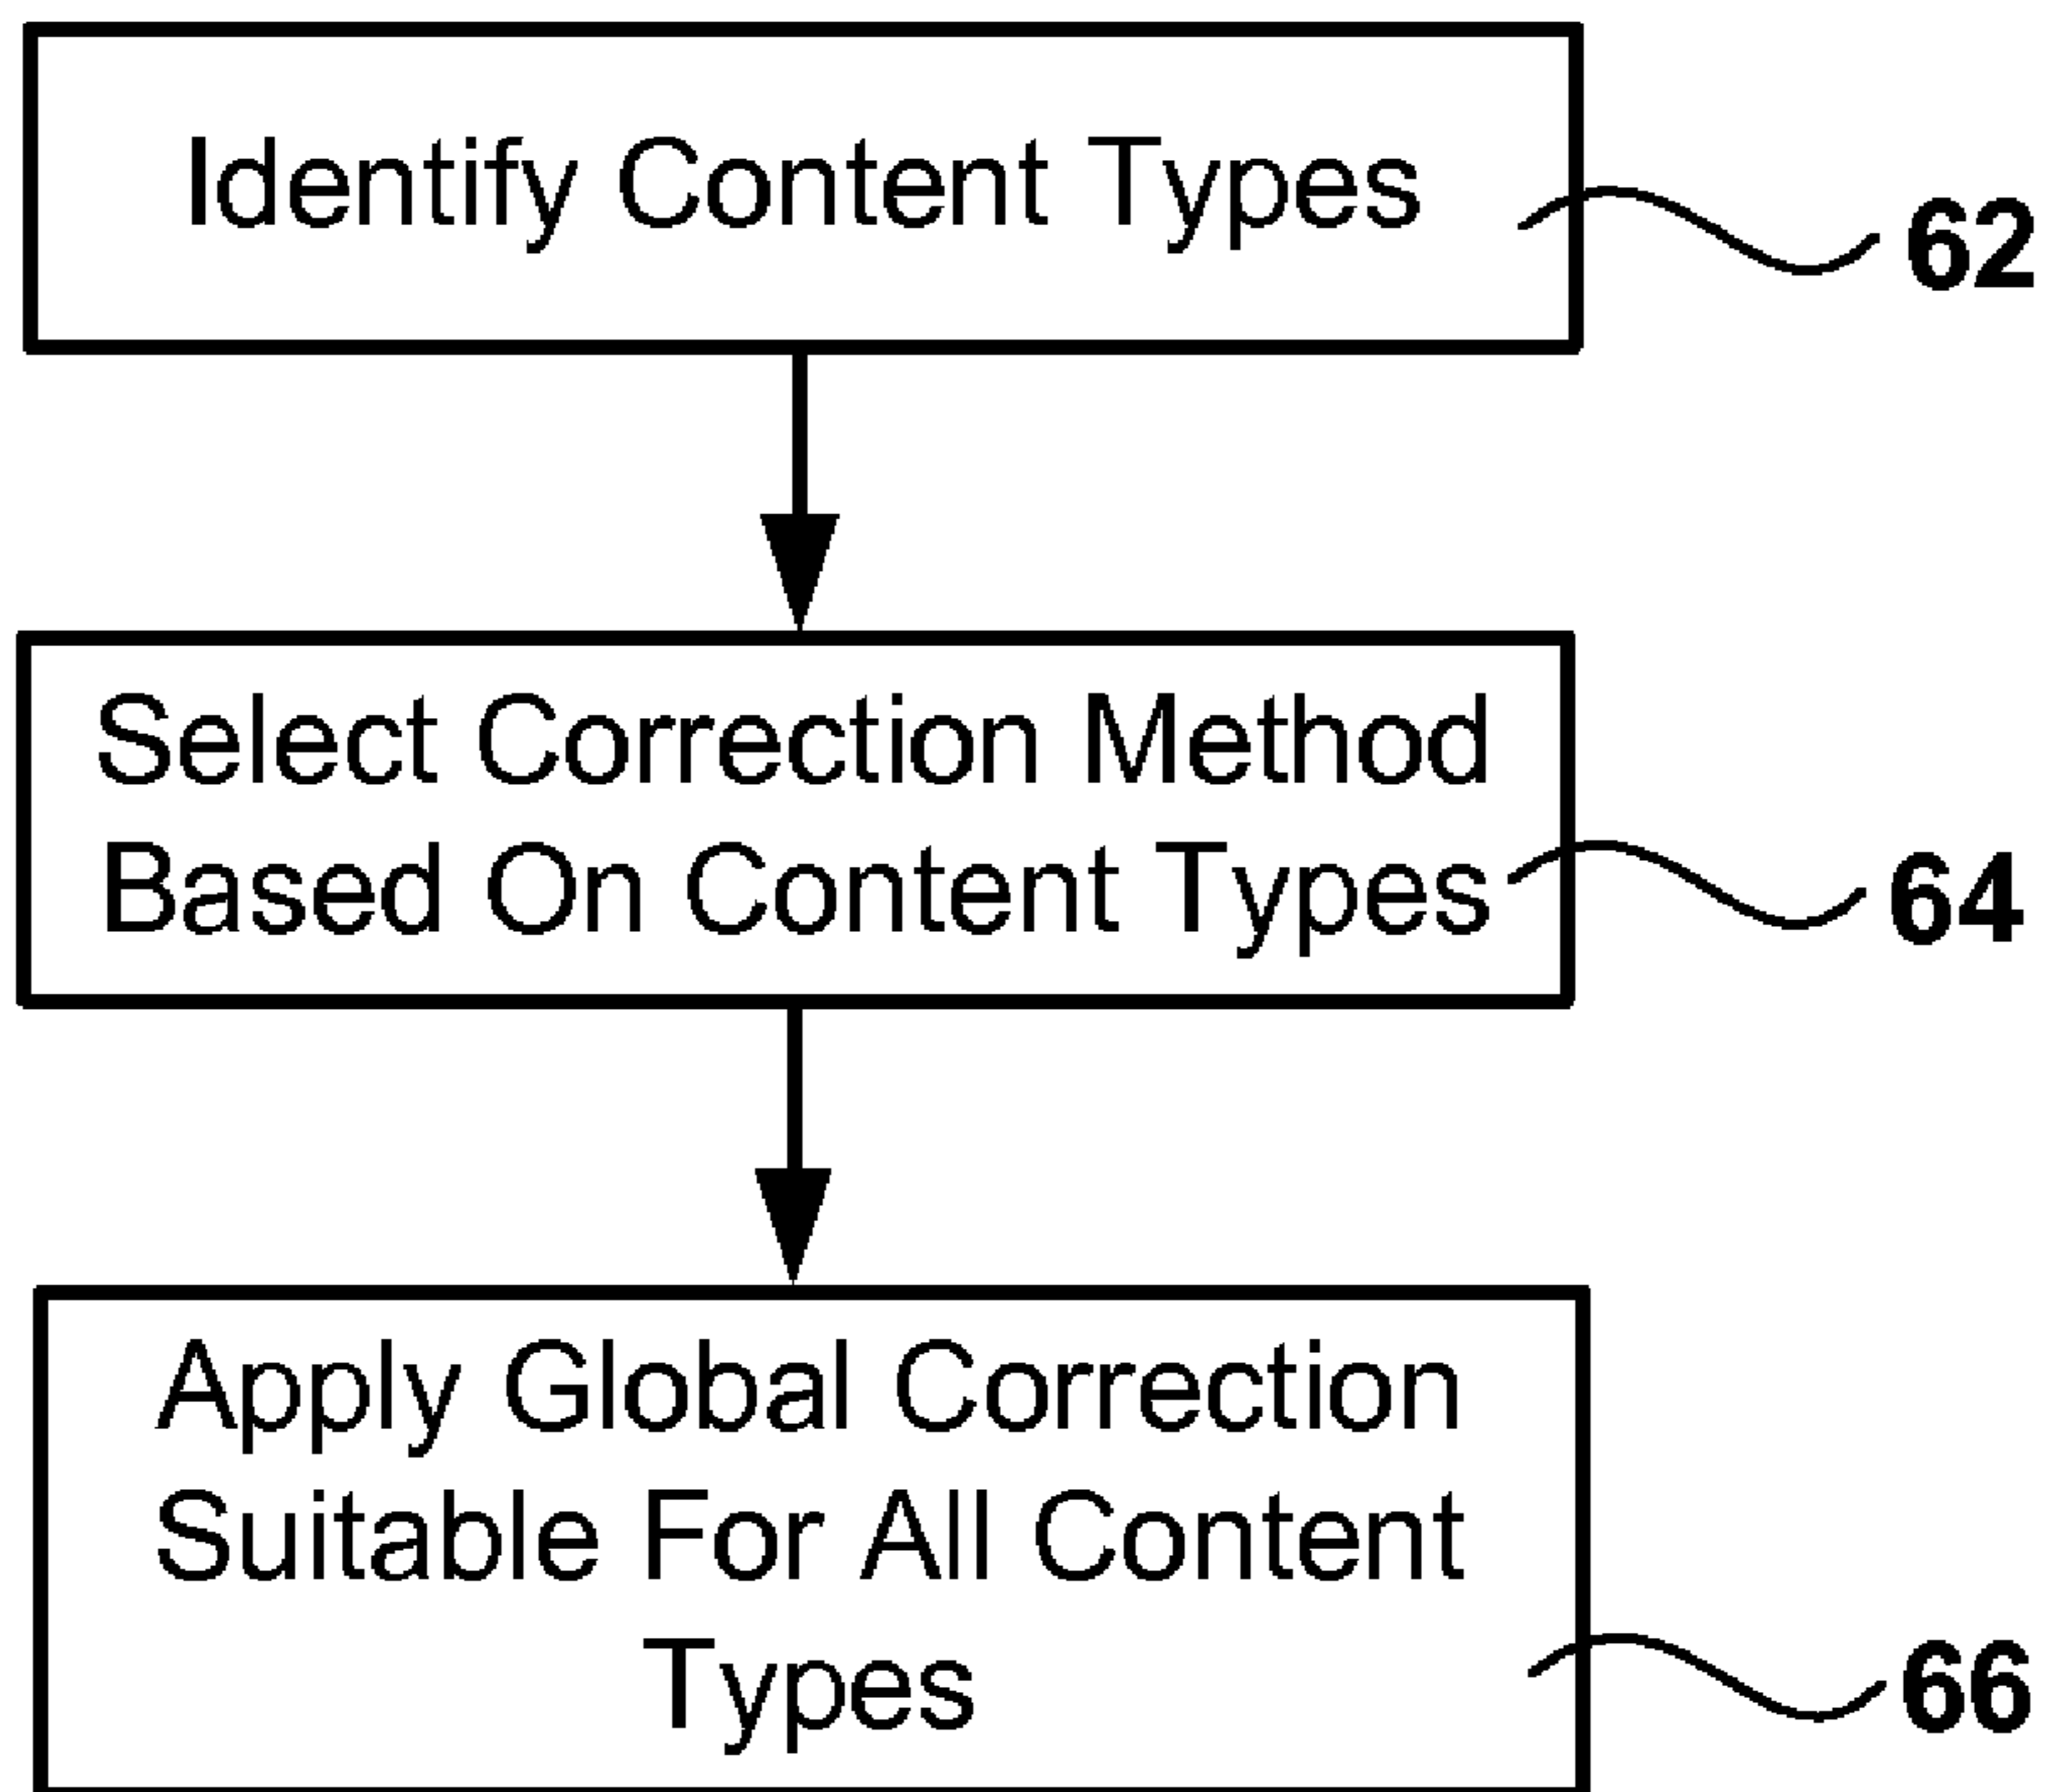 Identify Content Types
62
Select Correction Method
Based On Content Types
64
Apply Global Correction
Suitable For All Content
Types
66